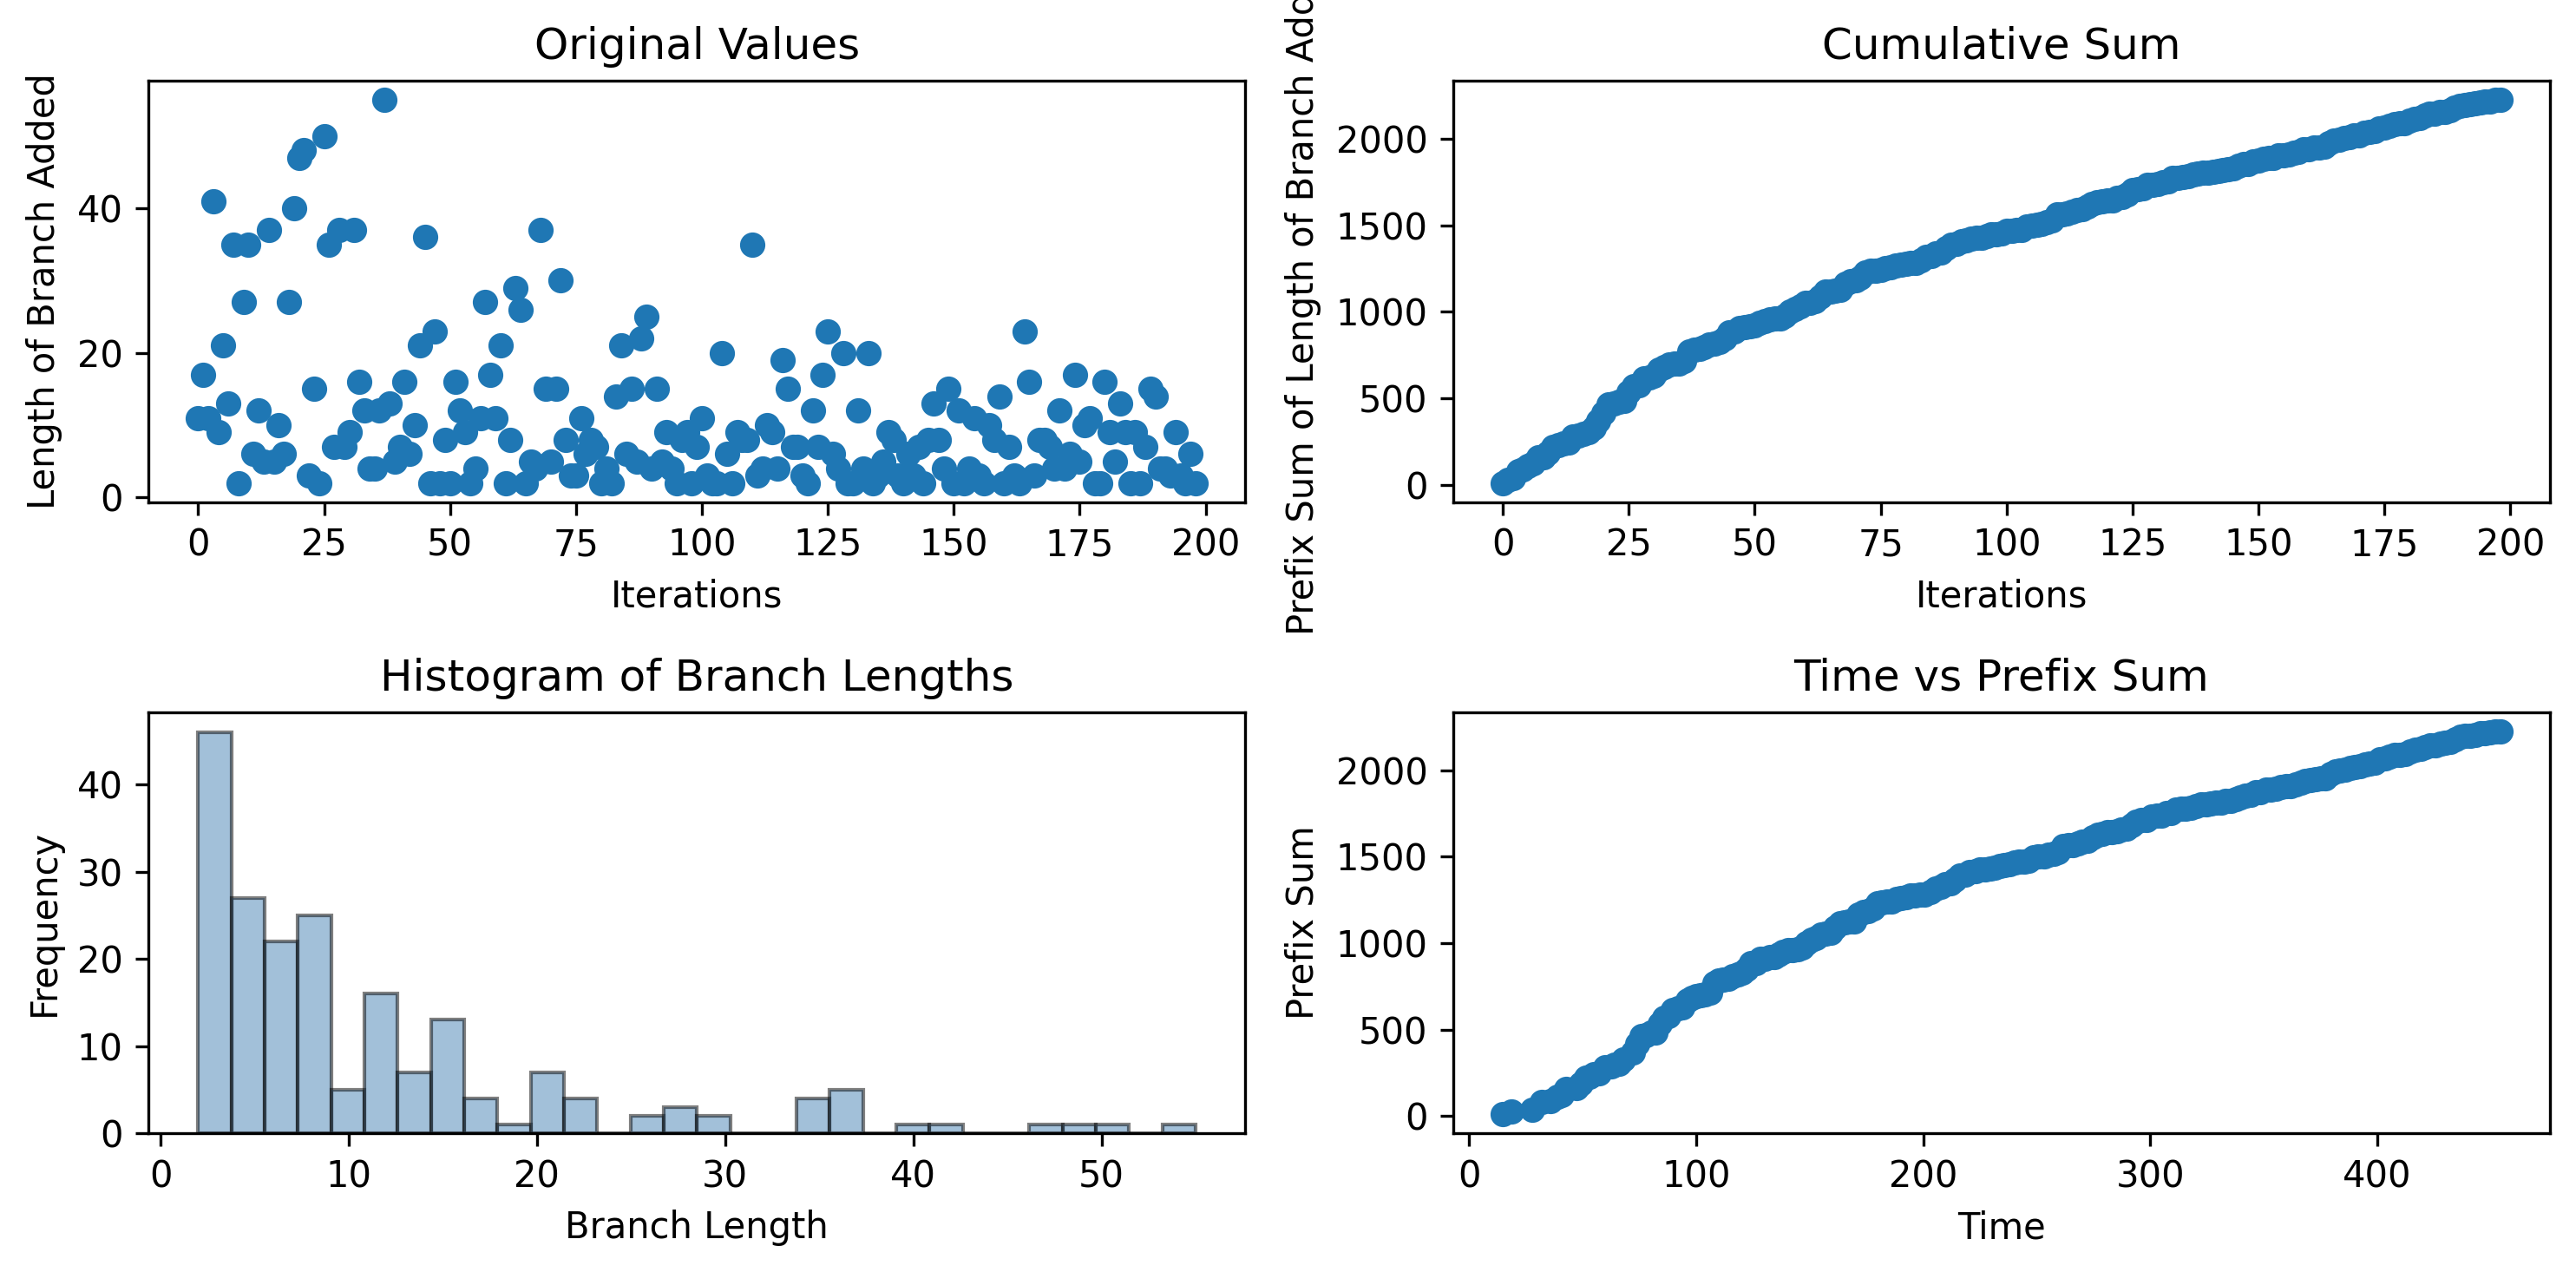 Original Values
Length of Branch Added
40
20
0
0 25 50 75 100 125 150 175 200
Iterations
Cumulative Sum
Prefix Sum of Length of Branch
2000
1500
1000
500
0
0 25 50 75 100 125 150 175 200
Iterations
Histogram of Branch Lengths
Frequency
40
30
20
10
0
0 10 20 30 40 50
Branch Length
Time vs Prefix Sum
Prefix Sum
2000
1500
1000
500
0
0 100 200 300 400
Time